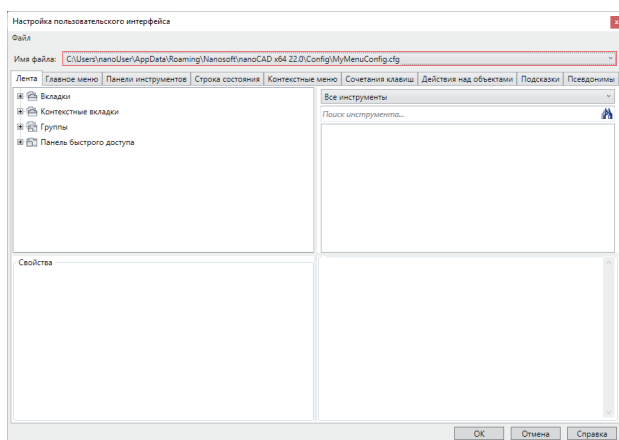 Настройка пользовательского интерфейса
Файл
Имя файла: C:\Users\nanoUser\AppData\Roaming\Nanosoft\nanoCAD x64 22.0\Config\MyMenuConfig.cfg
Лента Главное меню Панели инструментов Строка состояния Контекстные меню Сочетания клавиш Действия над объектами Подсказки Псевдонимы
Вкладки
Контекстные вкладки
Группы
Панель быстрого доступа
Все инструменты
Поиск инструмента...
Свойства
ОК Отмена Справка